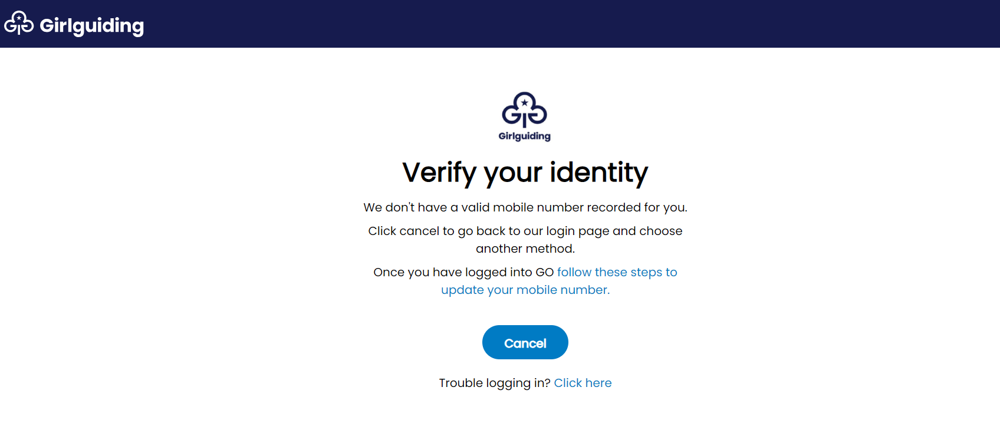 Girlguiding
Girlguiding
Verify your identity
We don't have a valid mobile number recorded for you.
Click cancel to go back to our login page and choose
another method.
Once you have logged into GO follow these steps to
update your mobile number.
Cancel
Trouble logging in? Click here